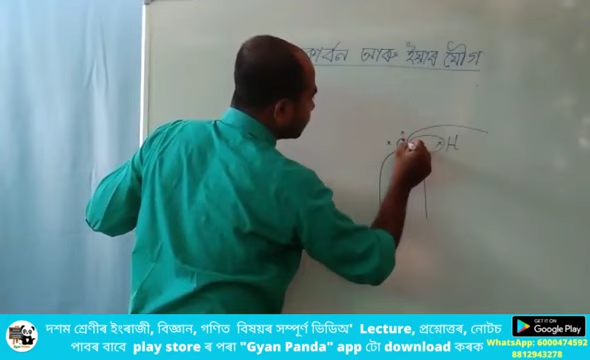 কাৰ্বন আৰু ইয়াৰ যৌগ
H
দশম শ্ৰেণীৰ ইংৰাজী, বিজ্ঞান, গণিত বিষয়ৰ সম্পূৰ্ণ ভিডিঅ' Lecture, প্ৰশ্নোত্তৰ, নোটচ
পাবৰ বাবে play store ৰ পৰা "Gyan Panda" app টো download কৰক
GET IT ON
Google Play
WhatsApp: 6000474592
8812943278